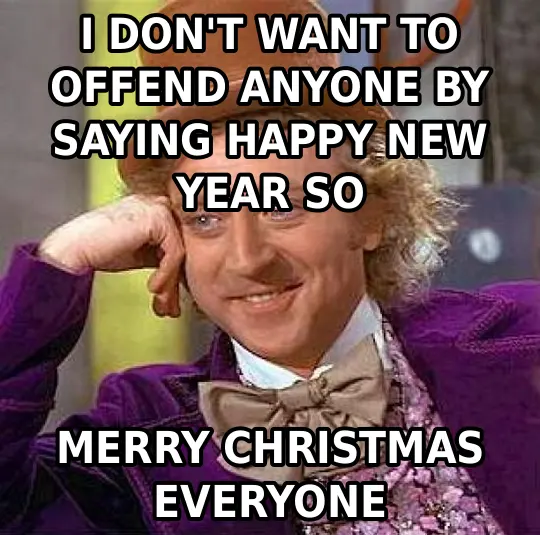 I DON'T WANT TO
OFFEND ANYONE BY
SAYING HAPPY NEW
YEAR SO
MERRY CHRISTMAS
EVERYONE